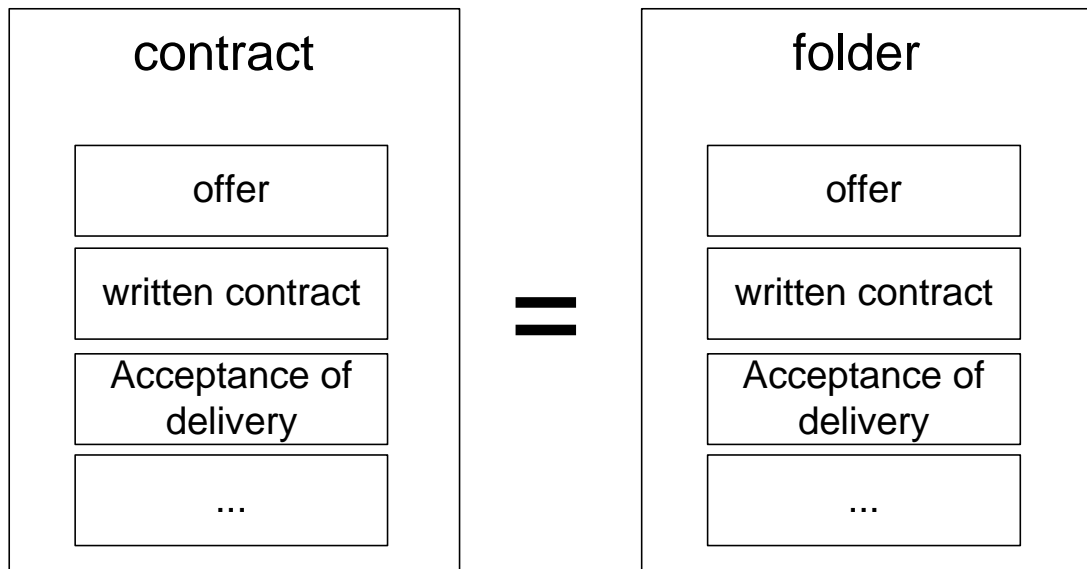 contract
offer
written contract
Acceptance of
delivery
...
=
folder
offer
written contract
Acceptance of
delivery
...